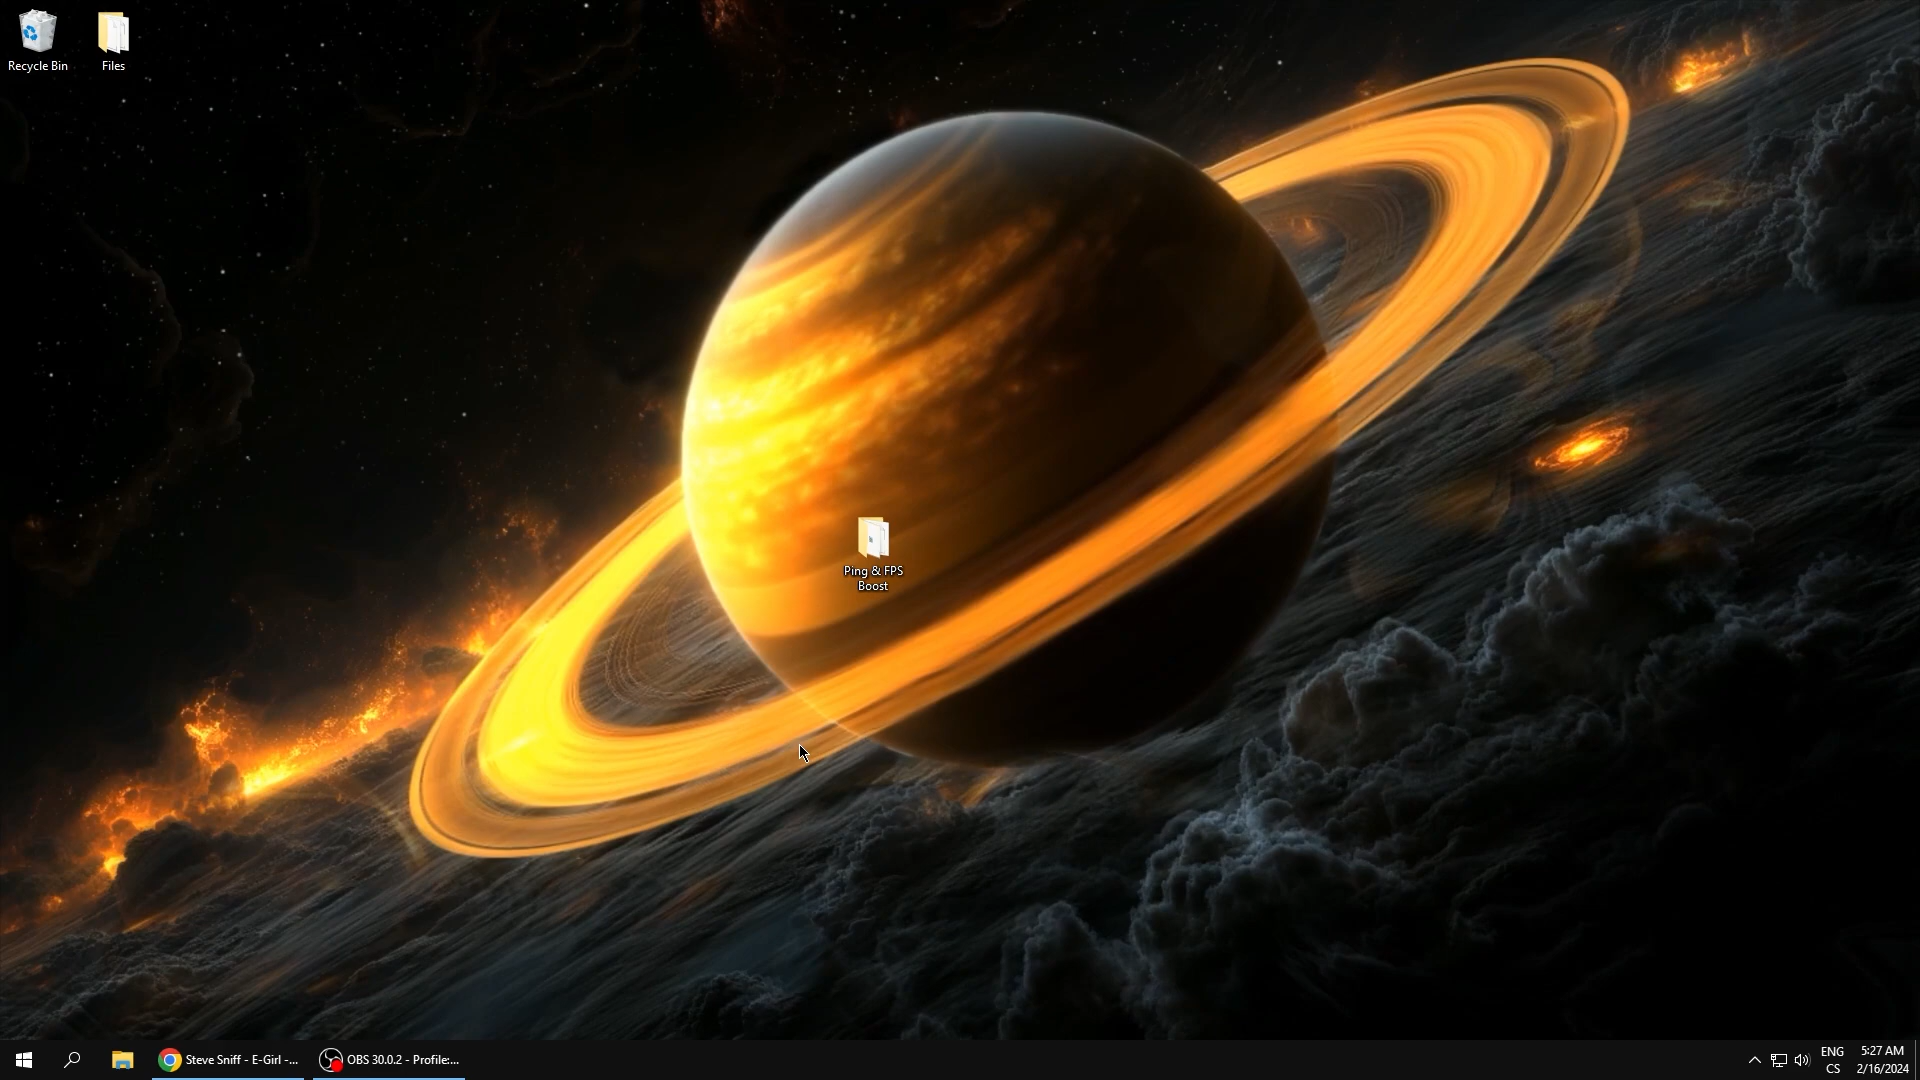 Recycle Bin
Files
Ping & FPS
Boost
Steve Sniff - E-Girl -...
OBS 30.0.2 - Profile:...
ENG
CS
5:27 AM
2/16/2024